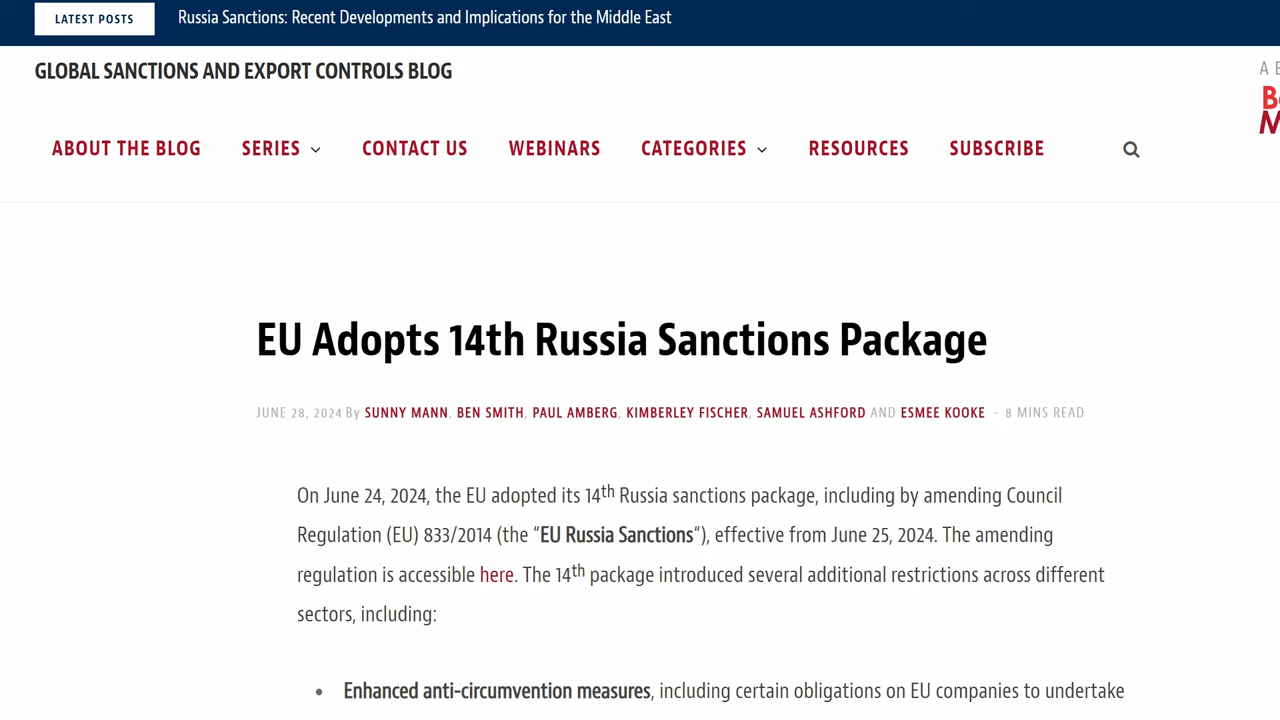 LATEST POSTS
Russia Sanctions: Recent Developments and Implications for the Middle East
GLOBAL SANCTIONS AND EXPORT CONTROLS BLOG
ABOUT THE BLOG SERIES CONTACT US WEBINARS CATEGORIES RESOURCES SUBSCRIBE
EU Adopts 14th Russia Sanctions Package
JUNE 28, 2024 By SUNNY MANN, BEN SMITH, PAUL AMBERG, KIMBERLEY FISCHER, SAMUEL ASHFORD AND ESMEE KOOKE - 8 MINS READ
On June 24, 2024, the EU adopted its 14th Russia sanctions package, including by amending Council
Regulation (EU) 833/2014 (the “EU Russia Sanctions“), effective from June 25, 2024. The amending
regulation is accessible here. The 14th package introduced several additional restrictions across different
sectors, including:
• Enhanced anti-circumvention measures, including certain obligations on EU companies to undertake